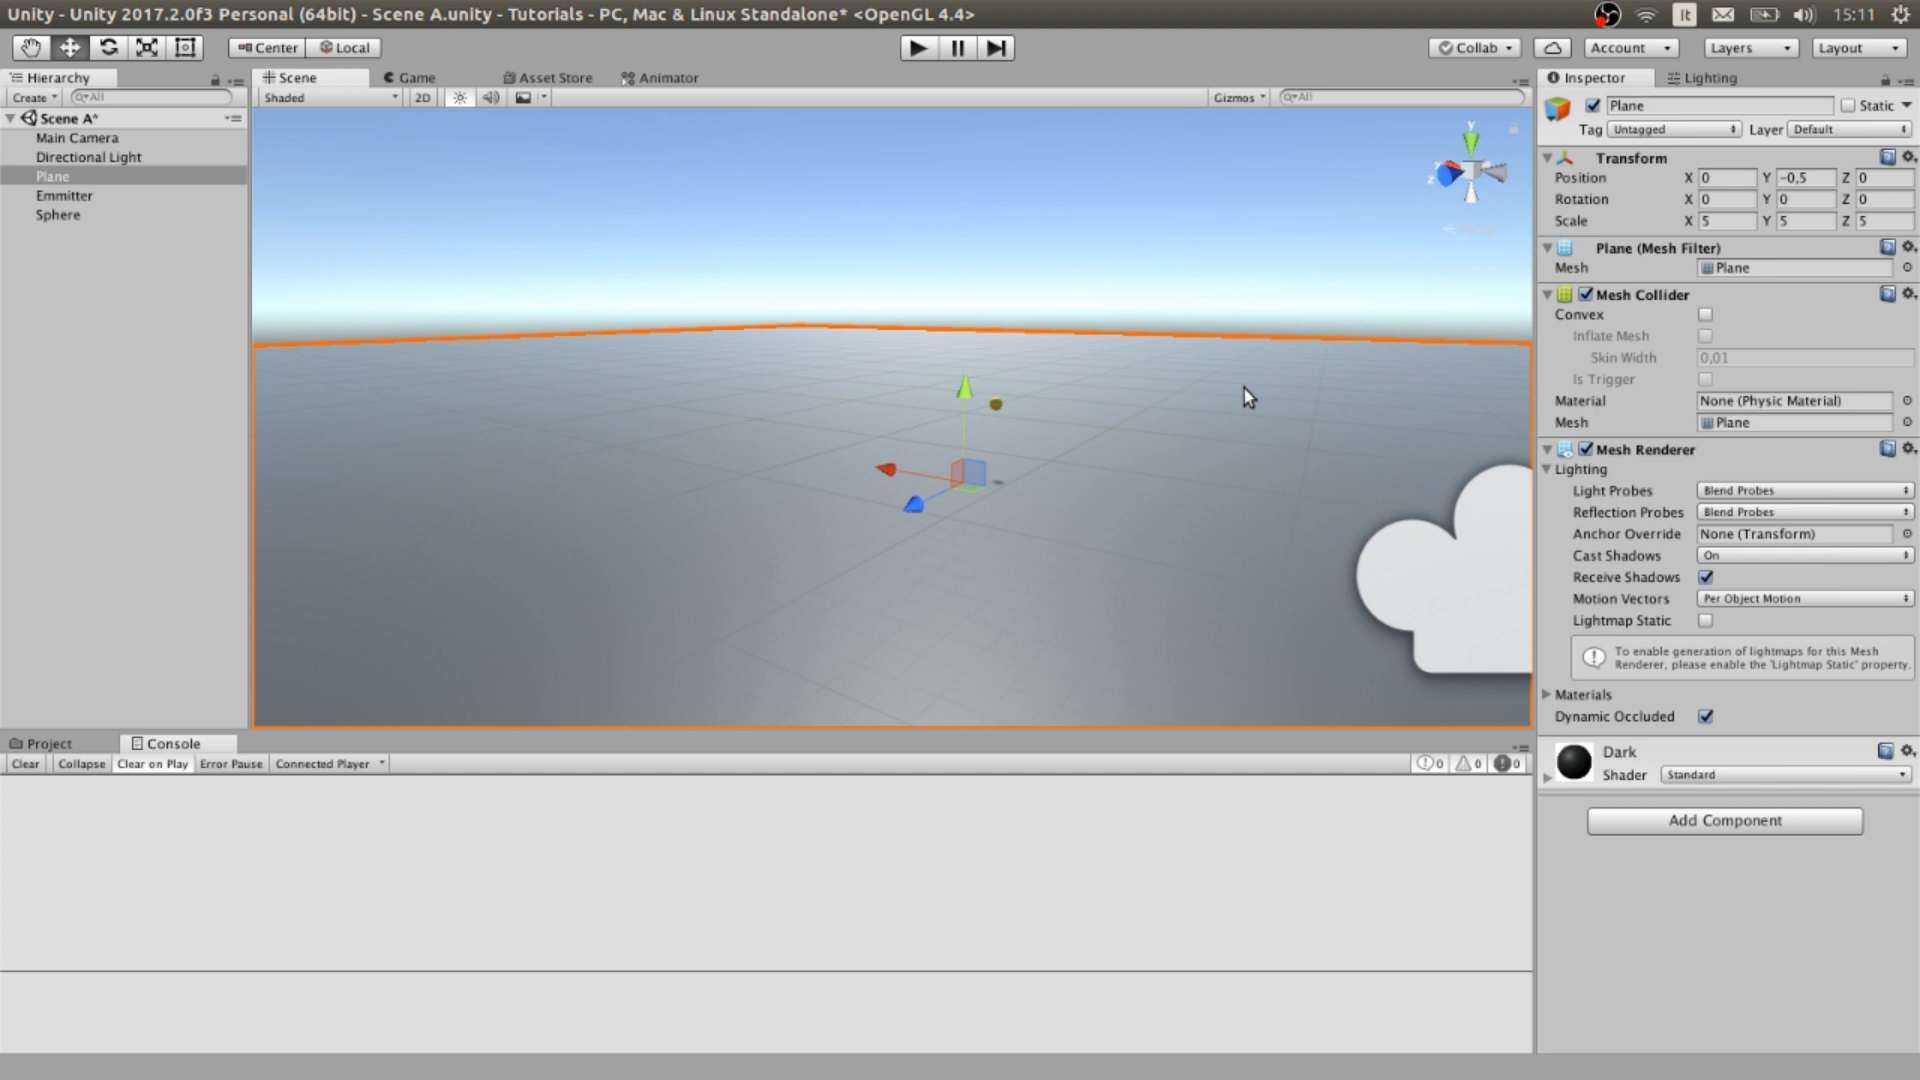 Unity - Unity 2017.2.0f3 Personal (64bit) - Scene A.unity - Tutorials - PC, Mac & Linux Standalone* <OpenGL 4.4>
It
15:11
Center
Local
Collab
Account
Layers
Layout
Hierarchy
Create
All
Scene A*
Main Camera
Directional Light
Plane
Emmitter
Sphere
Scene
Game
Asset Store
Animator
Shaded
2D
Gizmos
All
y
z
Inspector
Lighting
Plane
Static
Tag Untagged Layer Default
Transform
Position X 0 Y -0,5 Z 0
Rotation X 0 Y 0 Z 0
Scale X 5 Y 5 Z 5
Plane (Mesh Filter)
Mesh Plane
Mesh Collider
Convex
Inflate Mesh
Skin Width 0,01
Is Trigger
Material None (Physic Material)
Mesh Plane
Mesh Renderer
Lighting
Light Probes Blend Probes
Reflection Probes Blend Probes
Anchor Override None (Transform)
Cast Shadows On
Receive Shadows
Motion Vectors Per Object Motion
Lightmap Static
To enable generation of lightmaps for this Mesh
Renderer, please enable the 'Lightmap Static' property.
Materials
Dynamic Occluded
Dark
Shader Standard
Add Component
Project
Console
Clear
Collapse
Clear on Play
Error Pause
Connected Player
0
0
0